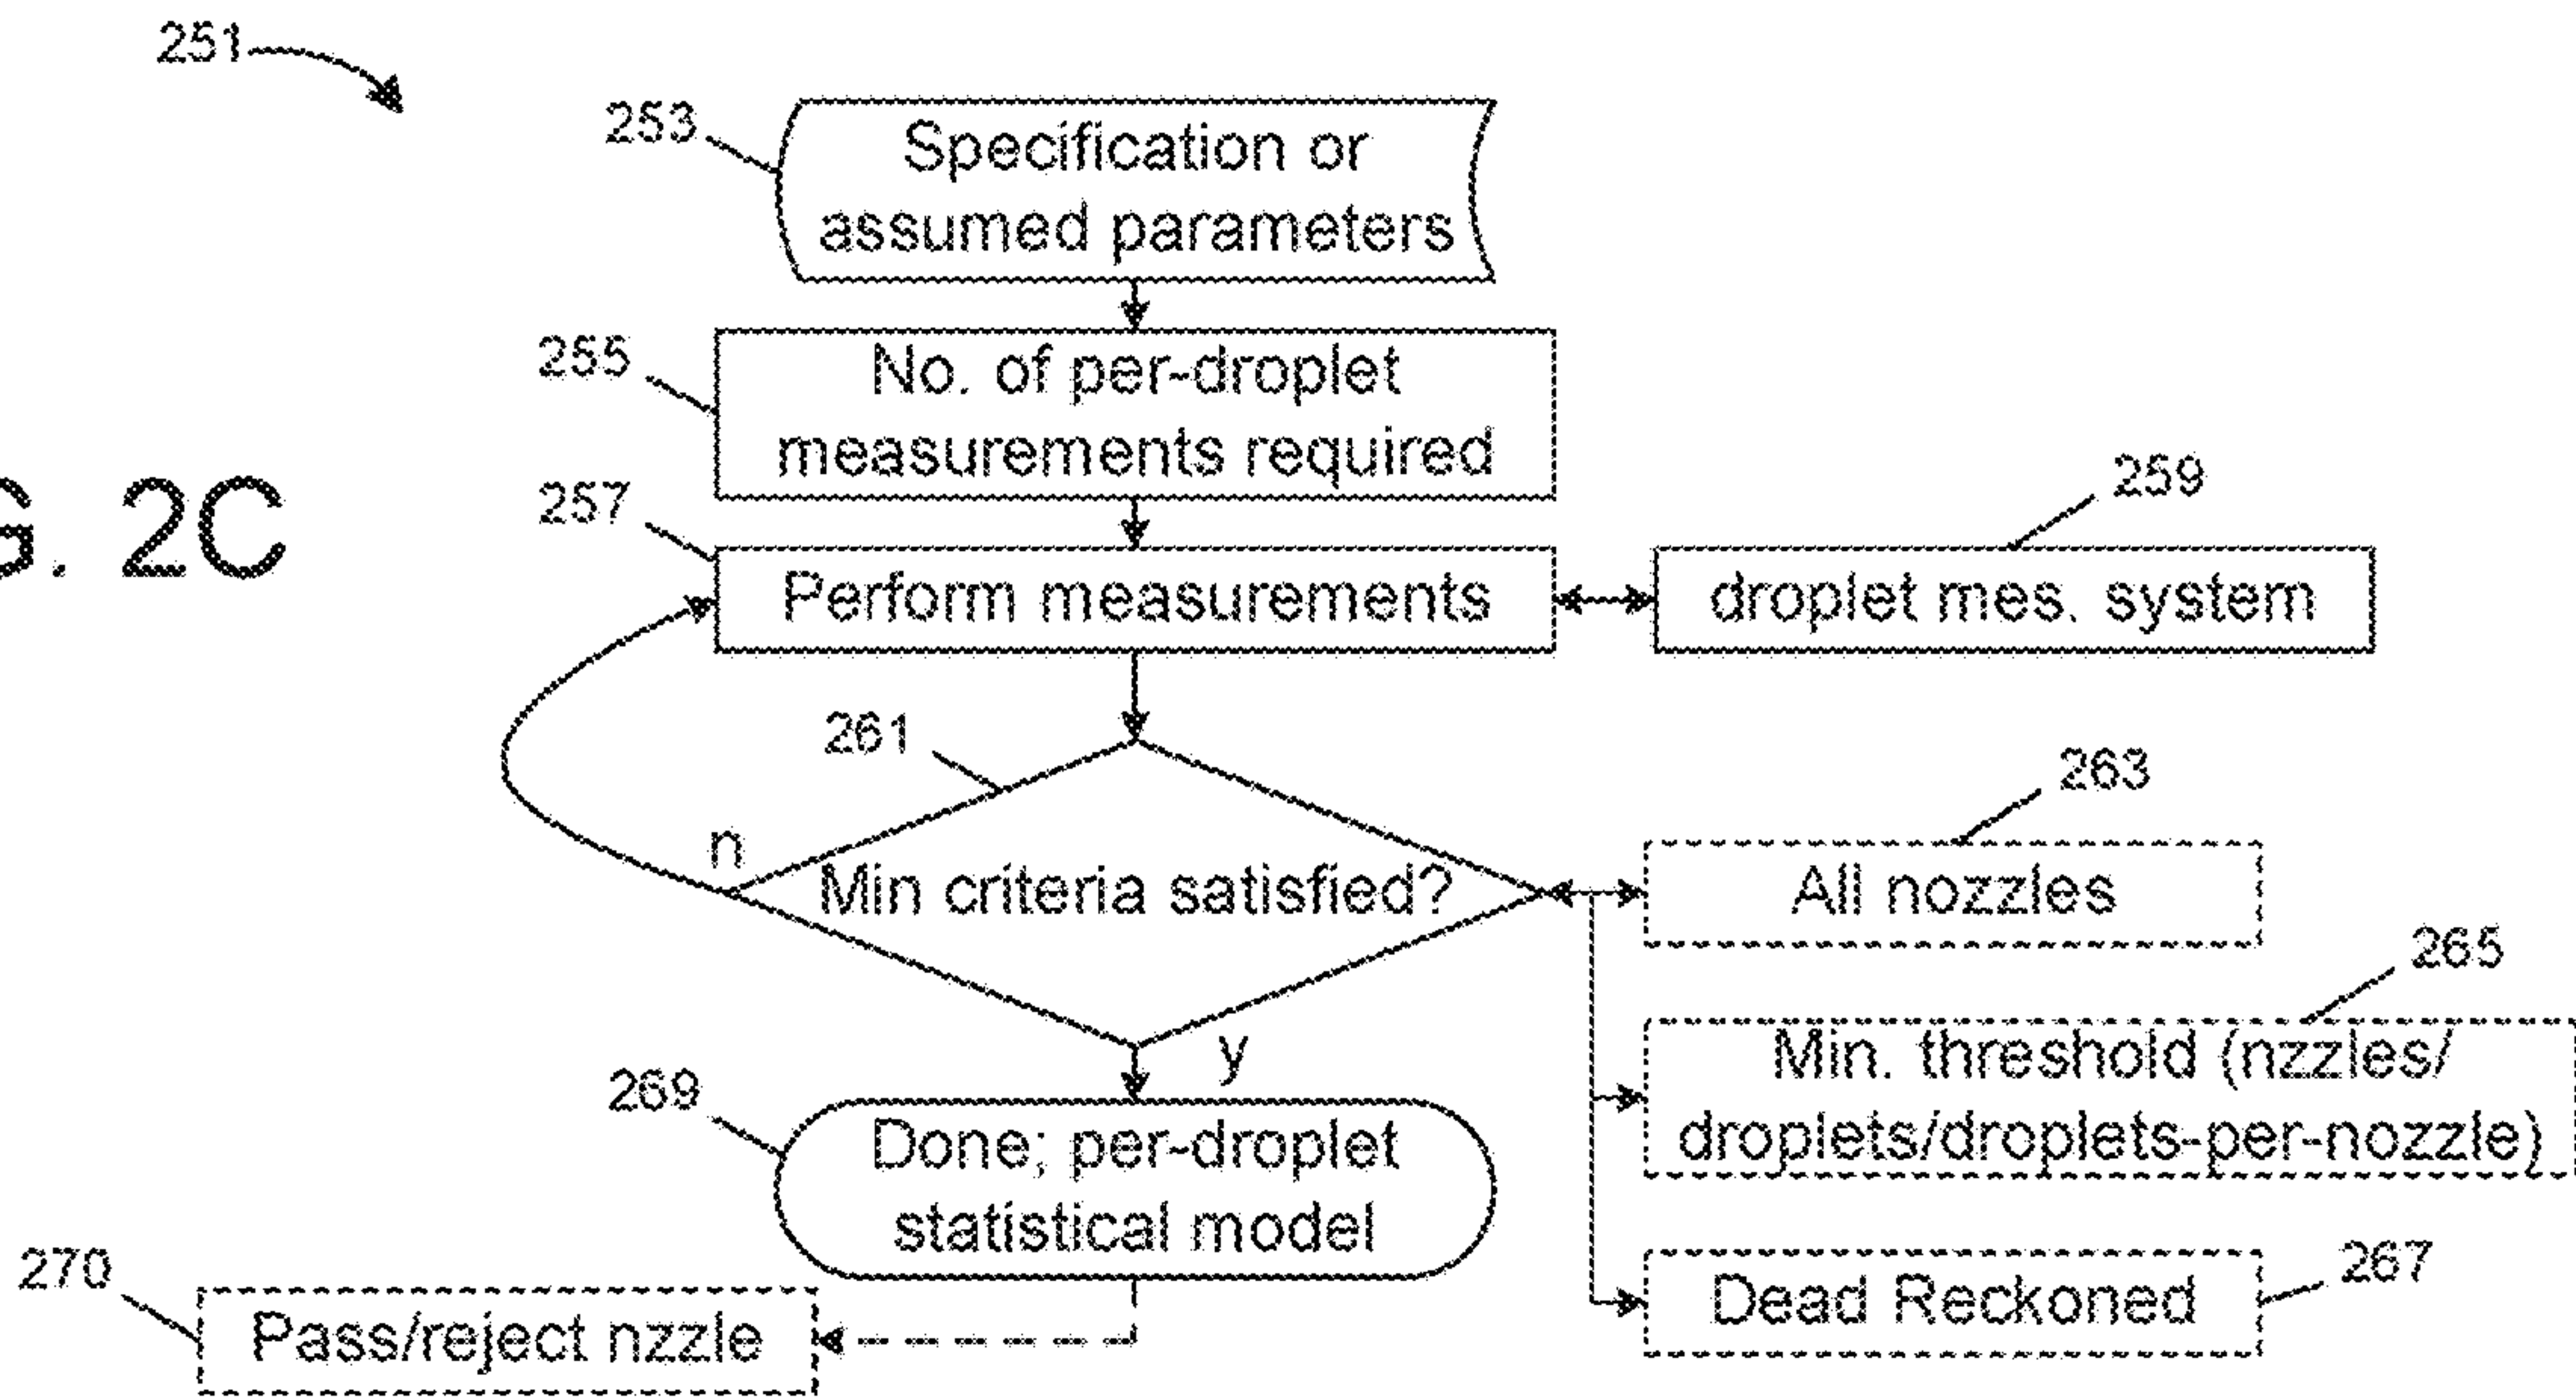 251
253
Specification or
assumed parameters
255
No. of per-droplet
measurements required
257
Perform measurements
259
droplet mes. system
G. 2C
261
n
Min criteria satisfied?
263
All nozzles
265
Min. threshold (nzzles/
droplets/droplets-per-nozzle)
y
269
Done; per-droplet
statistical model
267
Dead Reckoned
270
Pass/reject nzzle